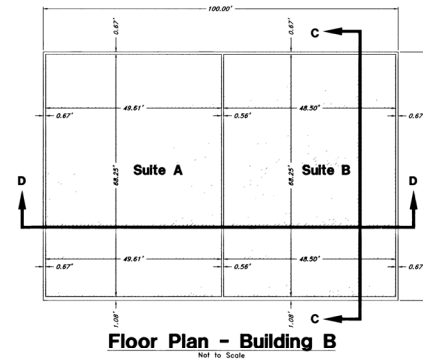 100.00'
0.67'
0.67'
C
49.61'
48.50'
0.67'
0.56'
0.67'
68.25'
68.25'
Suite A
Suite B
D
D
49.61'
48.50'
0.67'
0.56'
0.67'
1.08'
1.08'
C
Floor Plan - Building B
Not to Scale